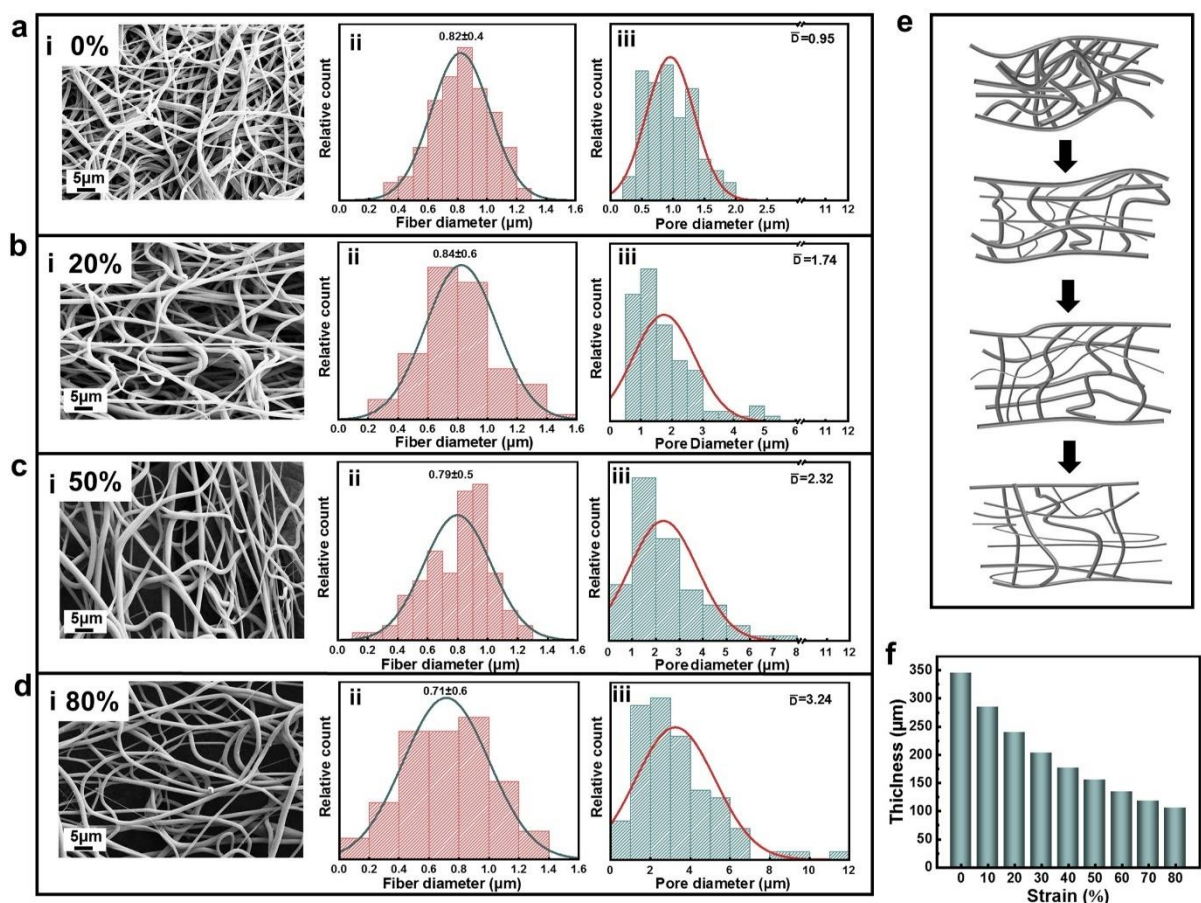 a
i 0%
5µm
ii
0.82±0.4
Relative count
0.0 0.2 0.4 0.6 0.8 1.0 1.2 1.4 1.6
Fiber diameter (µm)
iii
D̅=0.95
Relative count
0.0 0.5 1.0 1.5 2.0 2.5 11 12
Pore diameter (µm)
b
i 20%
5µm
ii
0.84±0.6
Relative count
0.0 0.2 0.4 0.6 0.8 1.0 1.2 1.4 1.6
Fiber diameter (µm)
iii
D̅=1.74
Relative count
0 1 2 3 4 5 6 11 12
Pore Diameter (µm)
c
i 50%
5µm
ii
0.79±0.5
Relative count
0.0 0.2 0.4 0.6 0.8 1.0 1.2 1.4 1.6
Fiber diameter (µm)
iii
D̅=2.32
Relative count
0 1 2 3 4 5 6 7 8 11 12
Pore diameter (µm)
d
i 80%
5µm
ii
0.71±0.6
Relative count
0.0 0.2 0.4 0.6 0.8 1.0 1.2 1.4 1.6
Fiber diameter (µm)
iii
D̅=3.24
Relative count
2 4 6 8 10 12
Pore diameter (µm)
e
f
Thiclness (µm)
350
300
250
200
150
100
50
0
0 10 20 30 40 50 60 70 80
Strain (%)